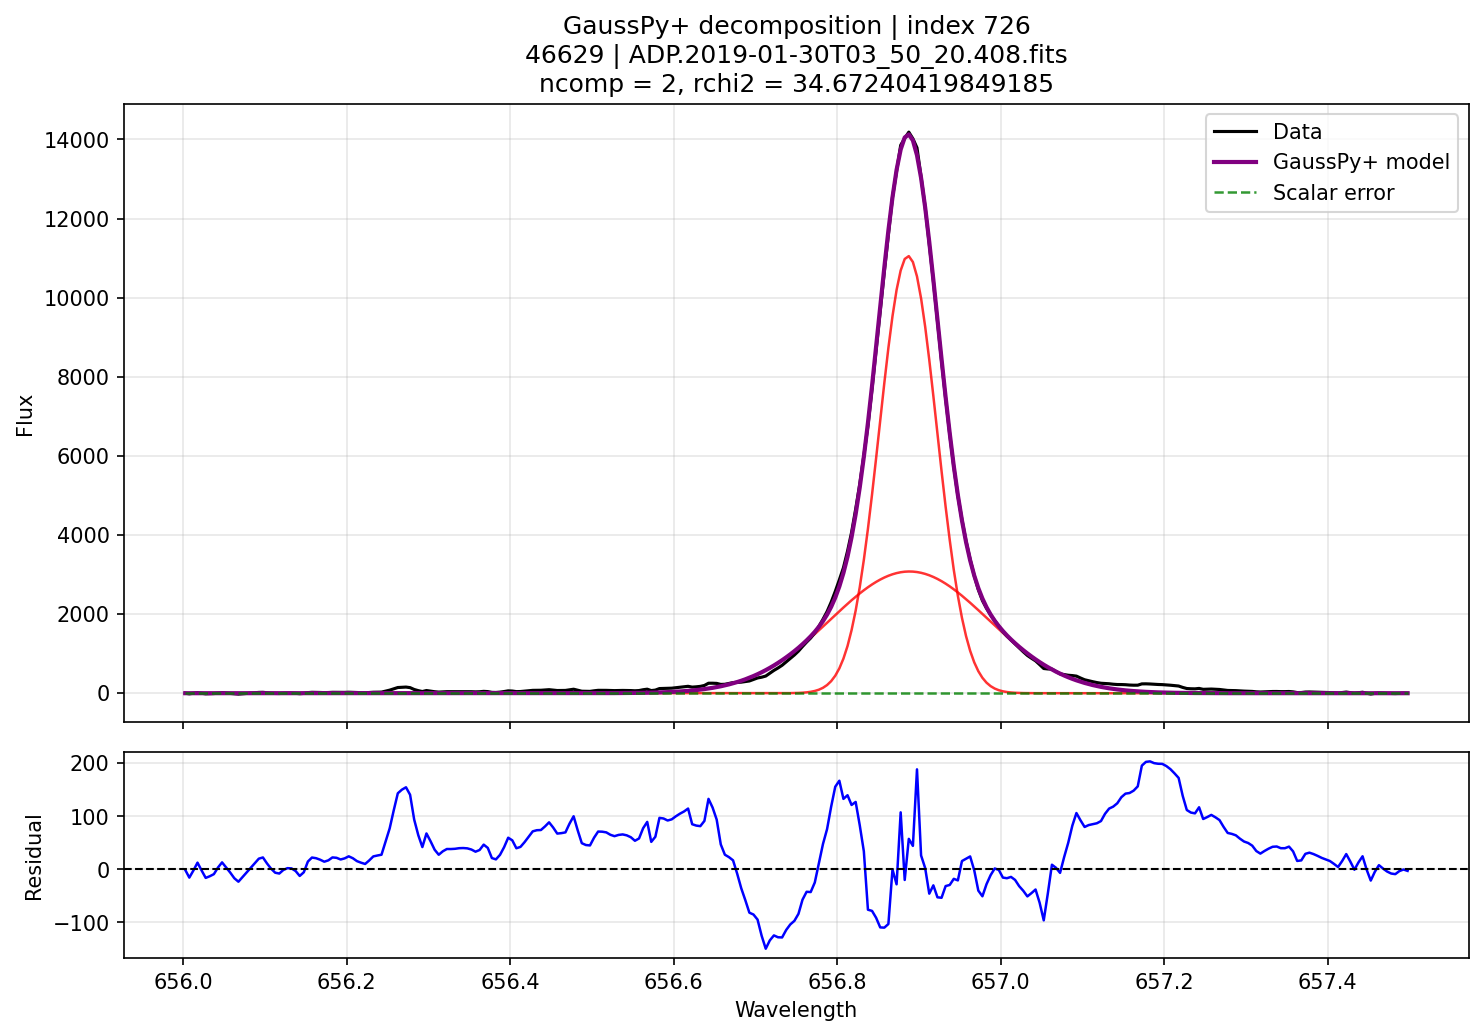 GaussPy+ decomposition | index 726
46629 | ADP.2019-01-30T03_50_20.408.fits
ncomp = 2, rchi2 = 34.67240419849185
Data
GaussPy+ model
Scalar error
14000
12000
10000
8000
6000
4000
2000
0
Flux
200
100
0
−100
Residual
656.0
656.2
656.4
656.6
656.8
657.0
657.2
657.4
Wavelength